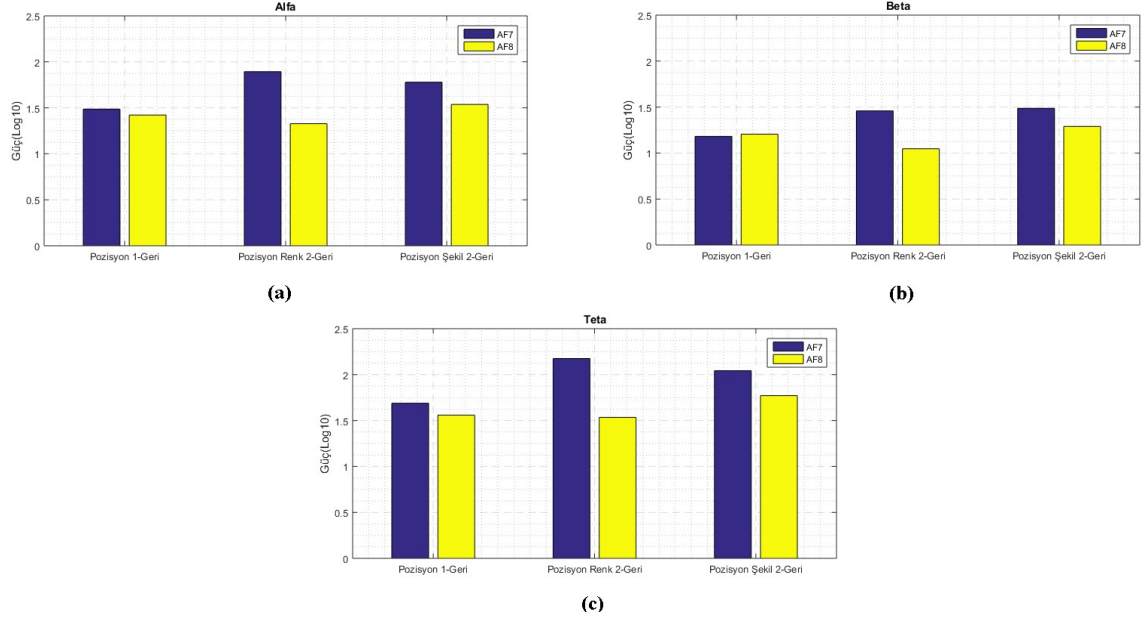 Alfa
2.5
2
1.5
1
0.5
0
Güç(Log10)
AF7
AF8
Pozisyon 1-Geri
Pozisyon Renk 2-Geri
Pozisyon Şekil 2-Geri
(a)
Beta
2.5
2
1.5
1
0.5
0
Güç(Log10)
AF7
AF8
Pozisyon 1-Geri
Pozisyon Renk 2-Geri
Pozisyon Şekil 2-Geri
(b)
Teta
2.5
2
1.5
1
0.5
0
Güç(Log10)
AF7
AF8
Pozisyon 1-Geri
Pozisyon Renk 2-Geri
Pozisyon Şekil 2-Geri
(c)